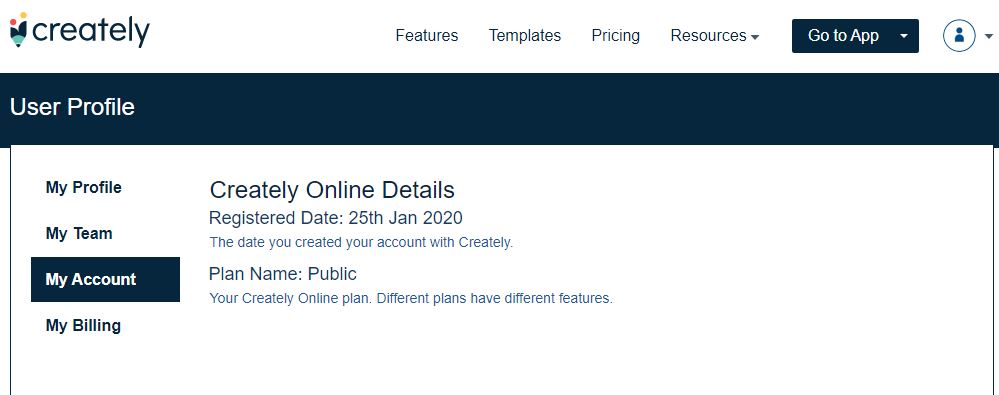 creately
Features Templates Pricing Resources Go to App
User Profile
My Profile
My Team
My Account
My Billing
Creately Online Details
Registered Date: 25th Jan 2020
The date you created your account with Creately.
Plan Name: Public
Your Creately Online plan. Different plans have different features.